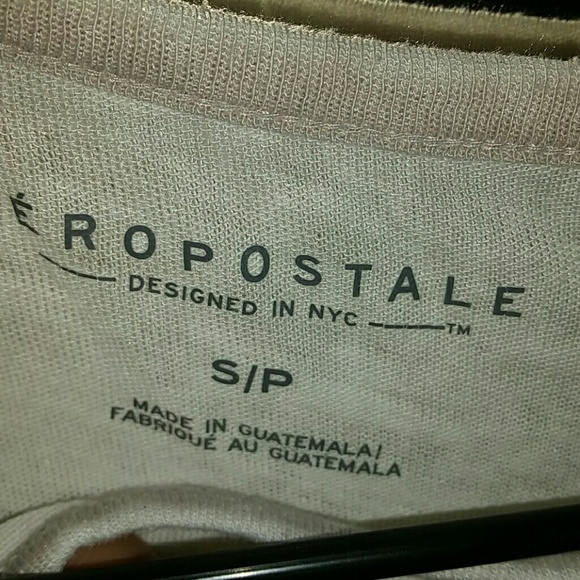 ÉROPOSTALE
DESIGNED IN NYC TM
S/P
MADE IN GUATEMALA/
FABRIQUÉ AU GUATEMALA